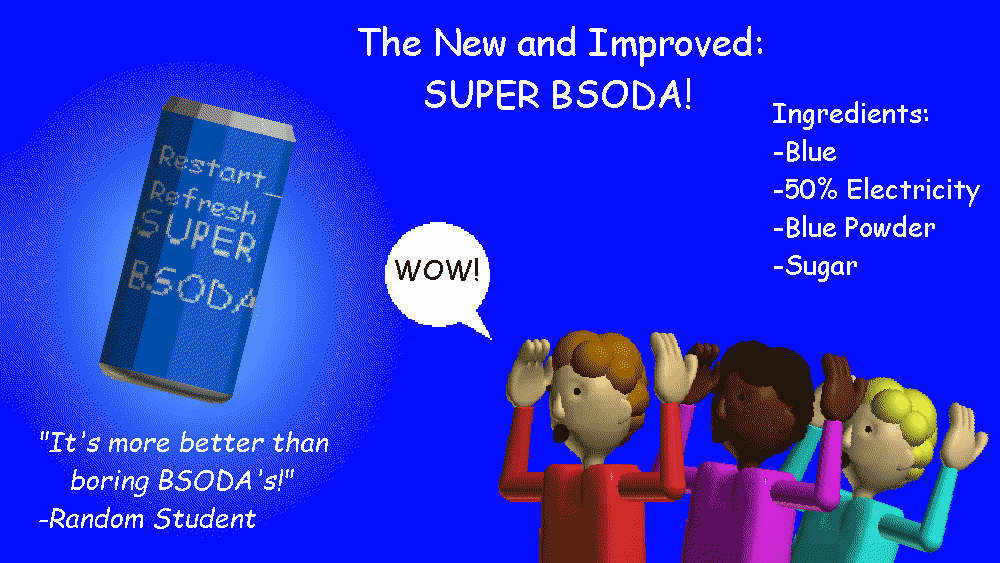 The New and Improved:
SUPER BSODA!
Ingredients:
-Blue
-50% Electricity
-Blue Powder
-Sugar
Restart_
Refresh
SUPER
BSODA
WOW!
"It's more better than
boring BSODA's!"
-Random Student